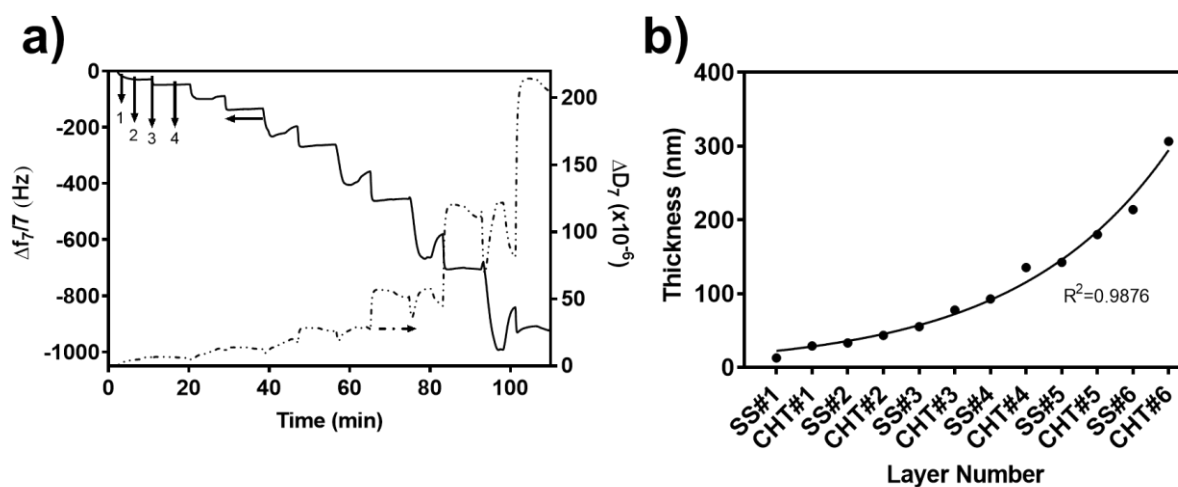 a)
0
-200
-400
-600
-800
-1000
Δf7/7 (Hz)
1
2
3
4
200
150
100
50
0
ΔD7 (x10-6)
0 20 40 60 80 100
Time (min)
b)
400
300
200
100
0
Thickness (nm)
R2=0.9876
SS#1
CHT#1
SS#2
CHT#2
SS#3
CHT#3
SS#4
CHT#4
SS#5
CHT#5
SS#6
CHT#6
Layer Number